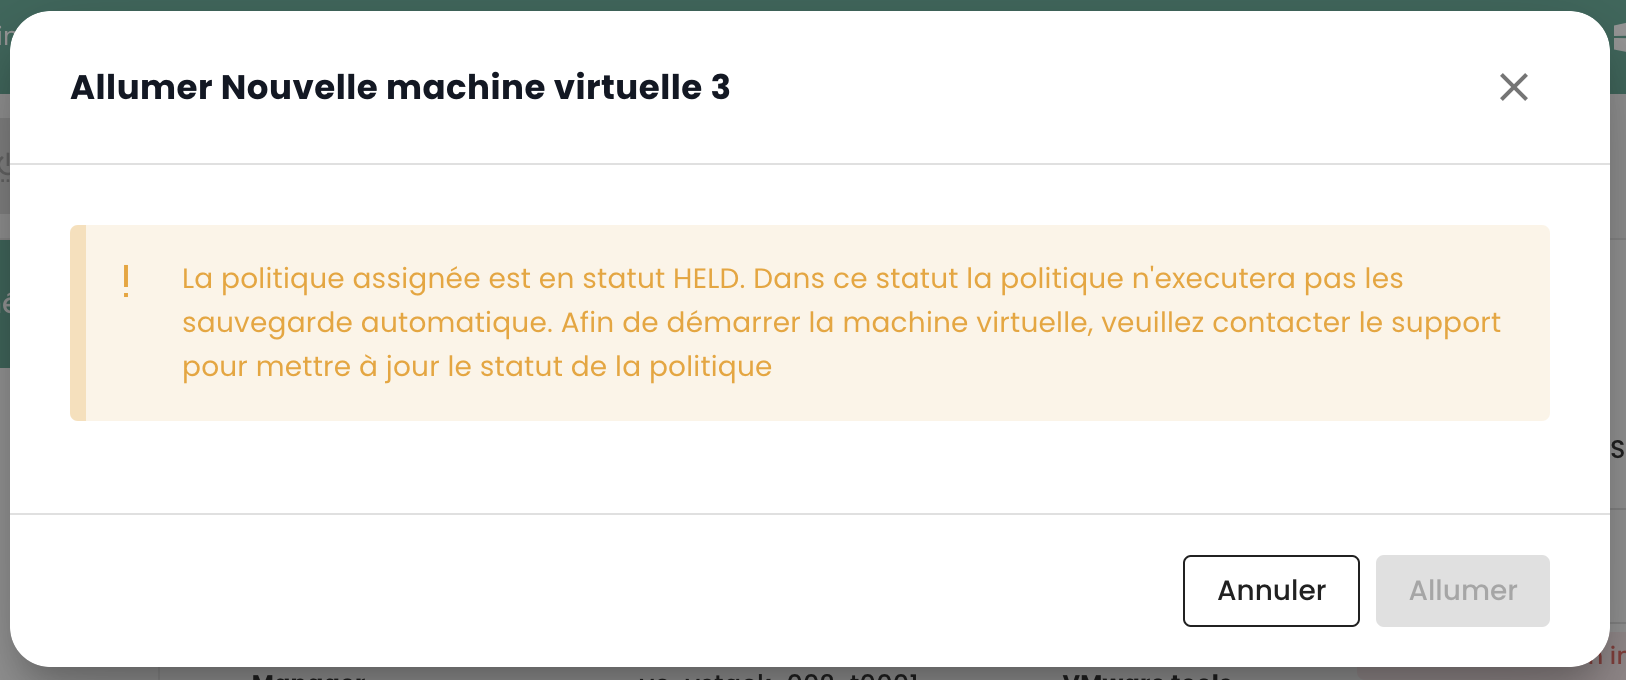 Allumer Nouvelle machine virtuelle 3
!
La politique assignée est en statut HELD. Dans ce statut la politique n'executera pas les
sauvegarde automatique. Afin de démarrer la machine virtuelle, veuillez contacter le support
pour mettre à jour le statut de la politique
Annuler
Allumer